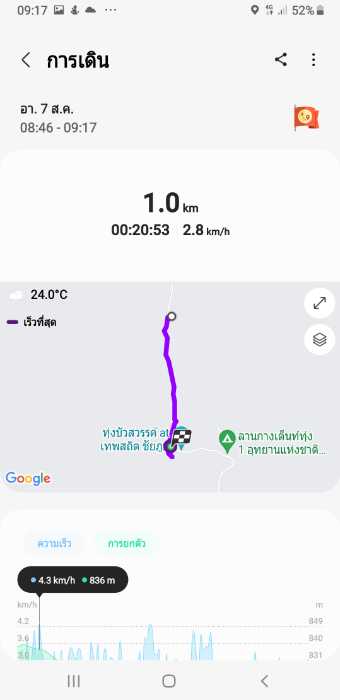 09:17
4G 52%
การเดิน
อา. 7 ส.ค.
08:46 - 09:17
1.0 km
00:20:53 2.8 km/h
24.0°C
เร็วที่สุด
ทุ่งบัวสวรรค์ at
เทพสถิต ชัยภู
ลานกางเต็นท์ทุ่ง
1 อุทยานแห่งชาติ...
Google
ความเร็ว การยกตัว
4.3 km/h 836 m
km/h m
4.2 849
3.6 840
3.0 831